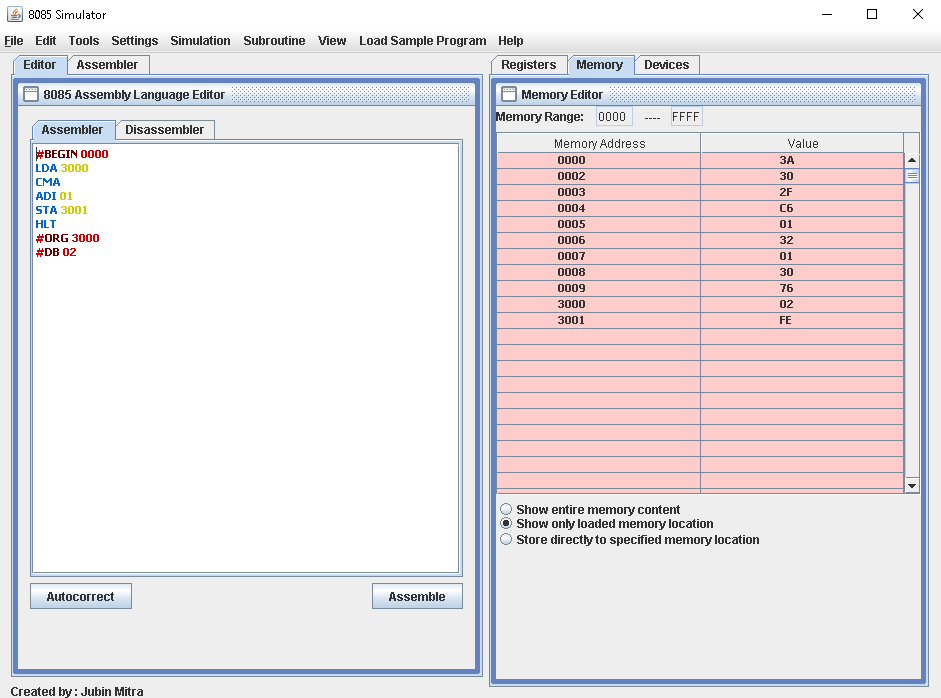 8085 Simulator
File Edit Tools Settings Simulation Subroutine View Load Sample Program Help
Editor Assembler
8085 Assembly Language Editor
Assembler Disassembler
#BEGIN 0000
LDA 3000
CMA
ADI 01
STA 3001
HLT
#ORG 3000
#DB 02
Autocorrect Assemble
Created by : Jubin Mitra
Registers Memory Devices
Memory Editor
Memory Range: 0000 ---- FFFF
Memory Address Value
0000 3A
0002 30
0003 2F
0004 C6
0005 01
0006 32
0007 01
0008 30
0009 76
3000 02
3001 FE
Show entire memory content
Show only loaded memory location
Store directly to specified memory location